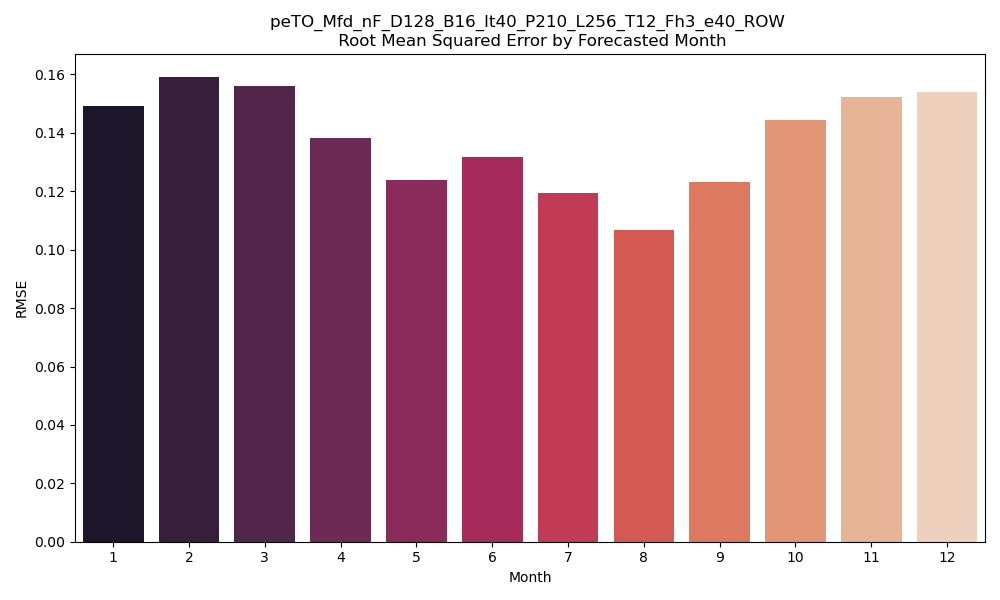 peTO_Mfd_nF_D128_B16_lt40_P210_L256_T12_Fh3_e40_ROW
Root Mean Squared Error by Forecasted Month
0.16
0.14
0.12
0.10
0.08
0.06
0.04
0.02
0.00
RMSE
1 2 3 4 5 6 7 8 9 10 11 12
Month